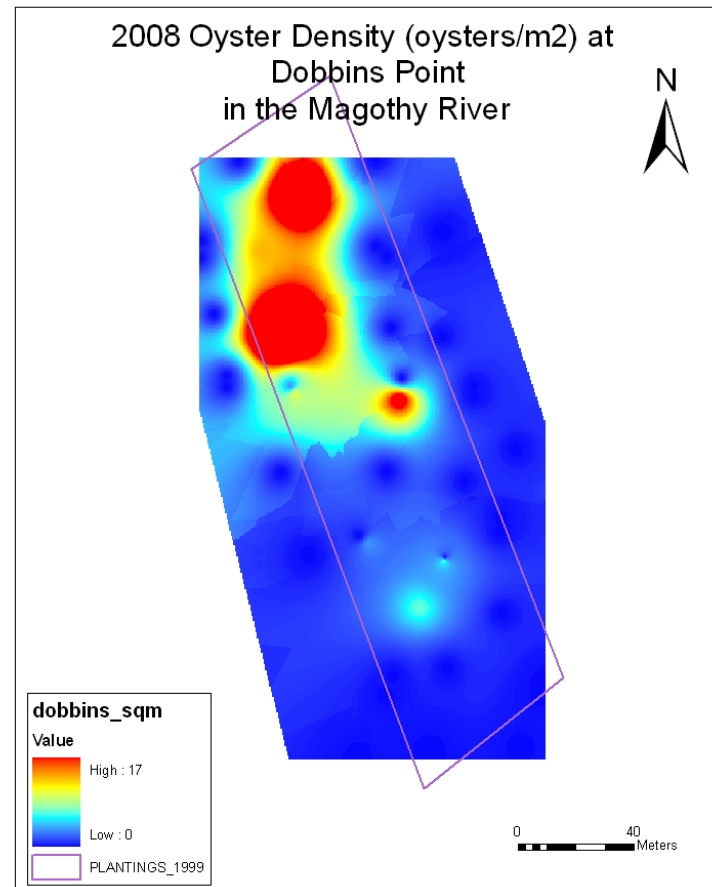 2008 Oyster Density (oysters/m2) at
Dobbins Point
in the Magothy River
N
dobbins_sqm
Value
High : 17
Low : 0
PLANTINGS_1999
0 40
Meters